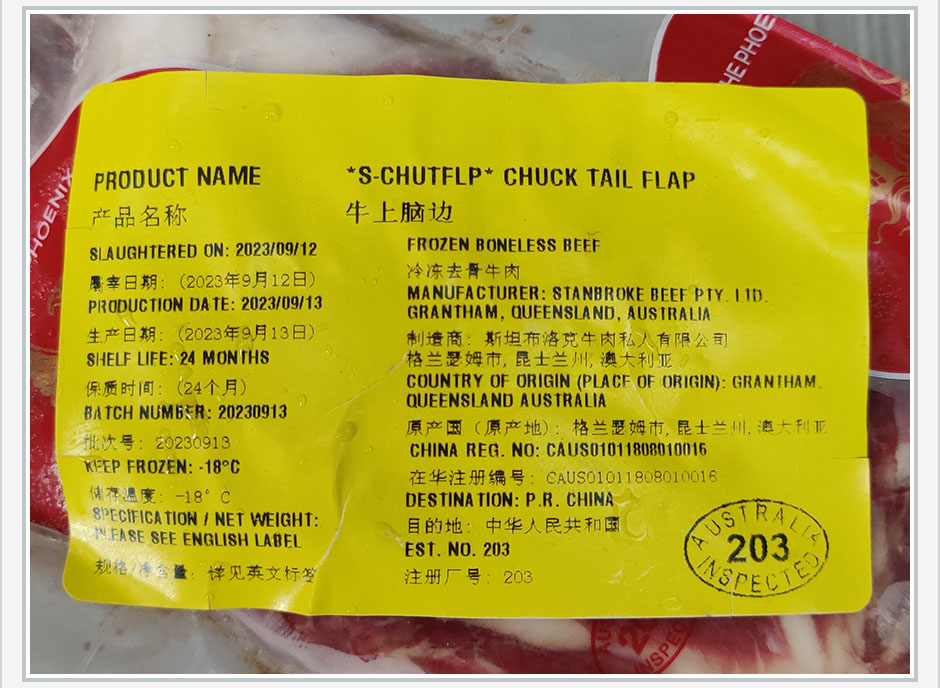 THE PHOE
PHOENIX
PRODUCT NAME
*S-CHUTFLP* CHUCK TAIL FLAP
产品名称
牛上脑边
SLAUGHTERED ON: 2023/09/12
屠宰日期: (2023年9月12日)
PRODUCTION DATE: 2023/09/13
生产日期: (2023年9月13日)
SHELF LIFE: 24 MONTHS
保质时间: (24个月)
BATCH NUMBER: 20230913
批次号: 20230913
KEEP FROZEN: -18°C
储存温度: -18° C
SPECIFICATION / NET WEIGHT:
PLEASE SEE ENGLISH LABEL
规格/净含量: 详见英文标签
FROZEN BONELESS BEEF
冷冻去骨牛肉
MANUFACTURER: STANBROKE BEEF PTY. LTD.
GRANTHAM, QUEENSLAND, AUSTRALIA
制造商: 斯坦布洛克牛肉私人有限公司
格兰瑟姆市, 昆士兰州, 澳大利亚
COUNTRY OF ORIGIN (PLACE OF ORIGIN): GRANTHAM.
QUEENSLAND AUSTRALIA
原产国 (原产地): 格兰瑟姆市, 昆士兰州, 澳大利亚
CHINA REG. NO: CAUS01011808010016
在华注册编号: CAUS01011808010016
DESTINATION: P.R. CHINA
目的地: 中华人民共和国
EST. NO. 203
注册厂号: 203
AUSTRALIA
203
INSPECTED